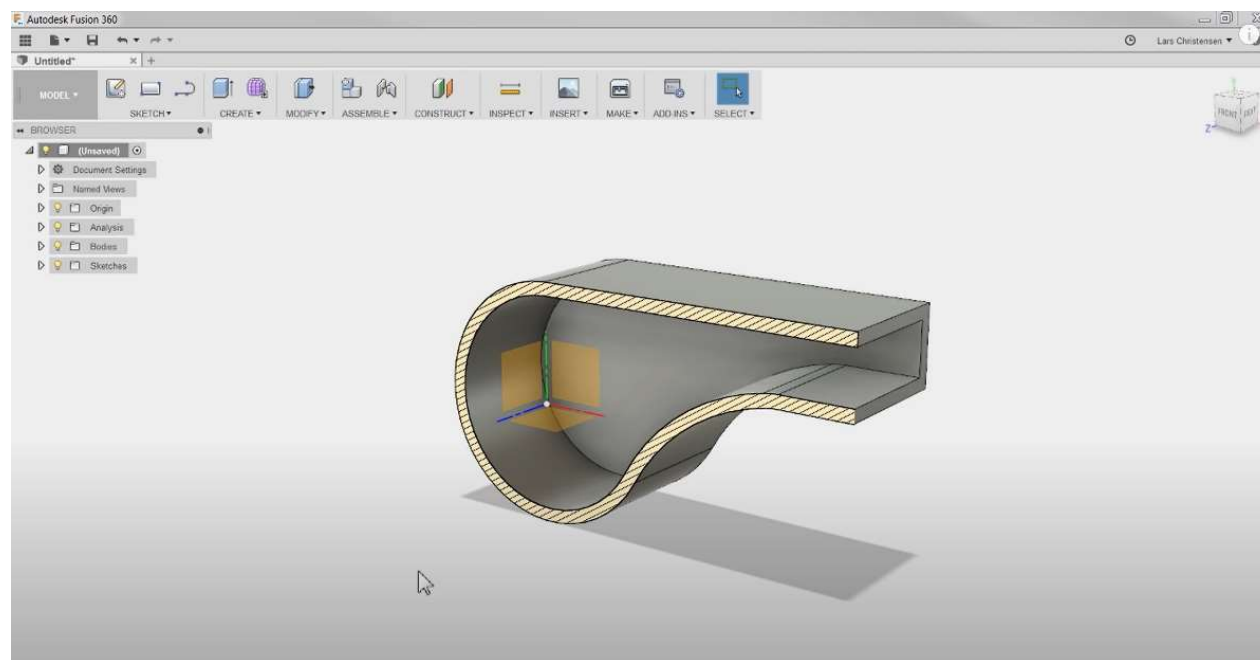 Autodesk Fusion 360
Lars Christensen
Untitled*
MODEL
SKETCH
CREATE
MODIFY
ASSEMBLE
CONSTRUCT
INSPECT
INSERT
MAKE
ADD-INS
SELECT
BROWSER
(Unsaved)
Document Settings
Named Views
Origin
Analysis
Bodies
Sketches
FRONT
Z